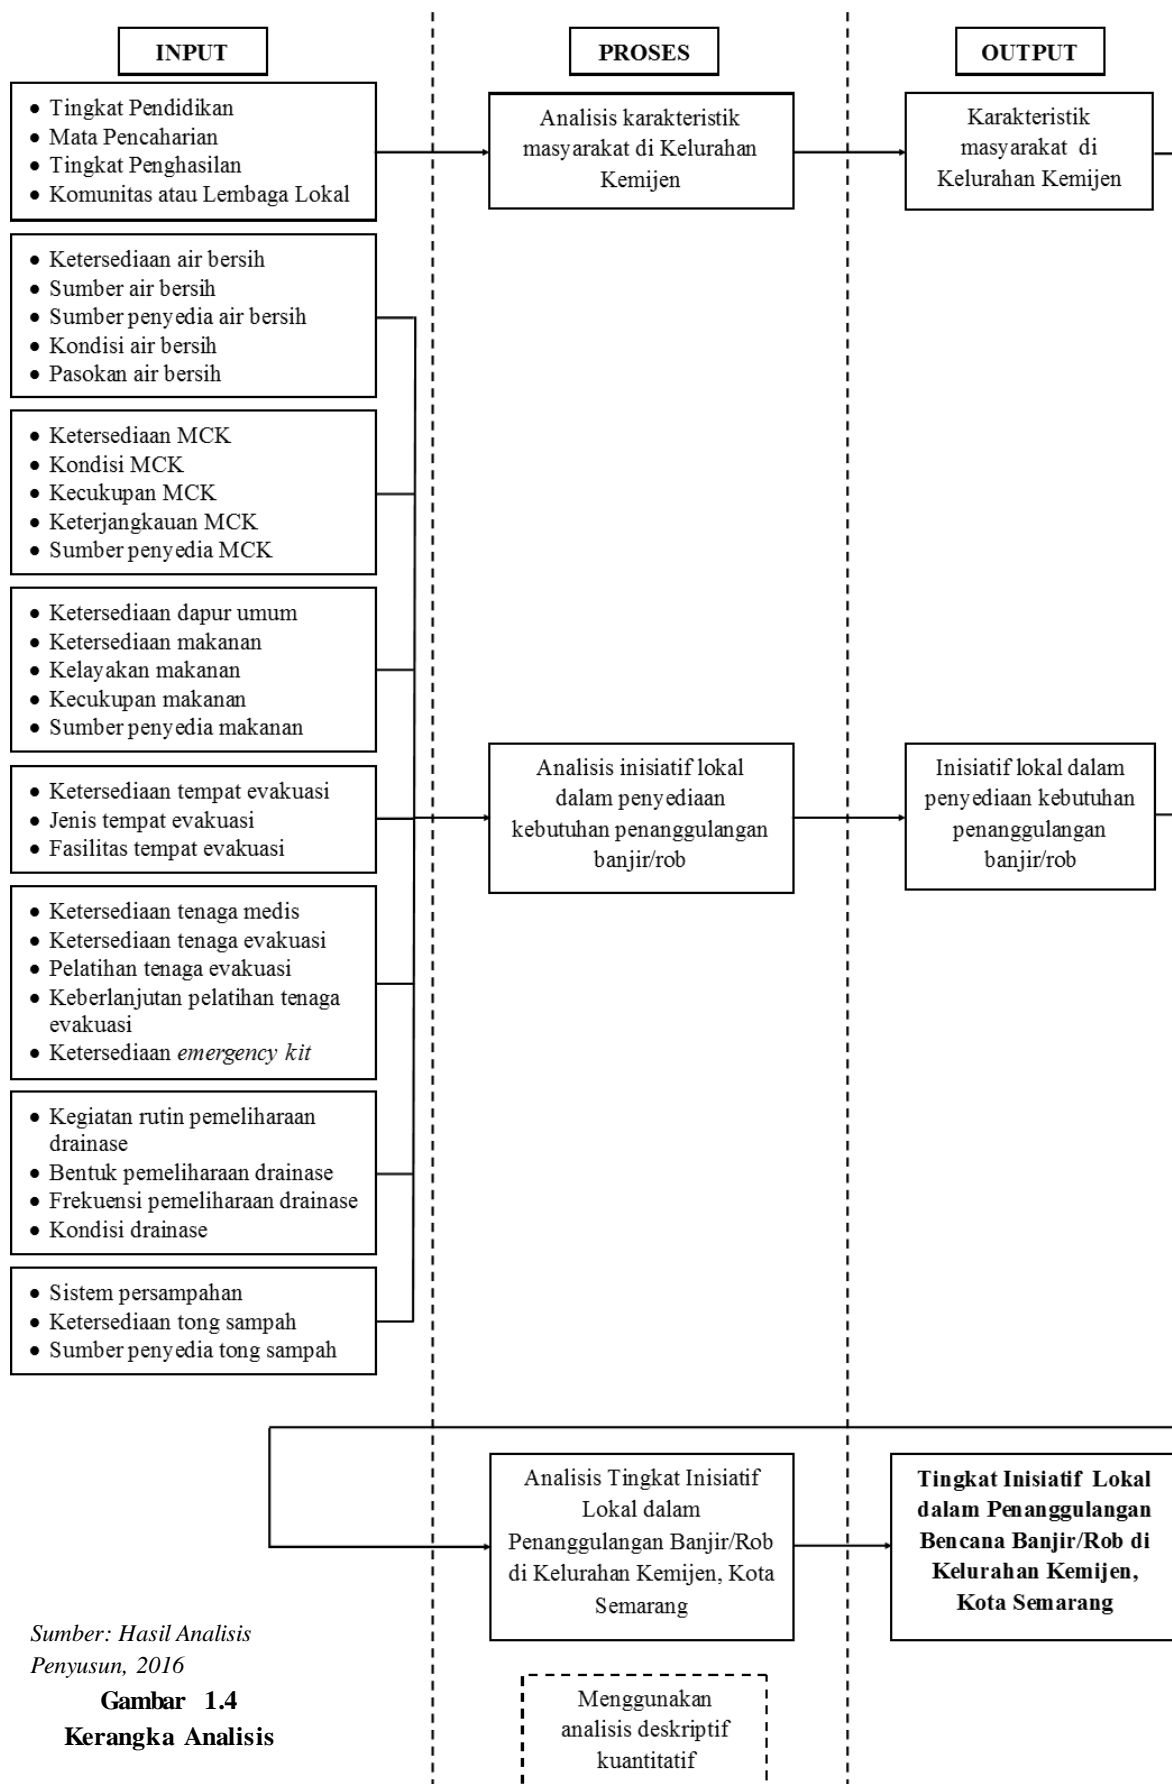 INPUT
PROSES
OUTPUT
• Tingkat Pendidikan
• Mata Pencaharian
• Tingkat Penghasilan
• Komunitas atau Lembaga Lokal
Analisis karakteristik
masyarakat di Kelurahan
Kemijen
Karakteristik
masyarakat di
Kelurahan Kemijen
• Ketersediaan air bersih
• Sumber air bersih
• Sumber penyedia air bersih
• Kondisi air bersih
• Pasokan air bersih
• Ketersediaan MCK
• Kondisi MCK
• Kecukupan MCK
• Keterjangkauan MCK
• Sumber penyedia MCK
• Ketersediaan dapur umum
• Ketersediaan makanan
• Kelayakan makanan
• Kecukupan makanan
• Sumber penyedia makanan
• Ketersediaan tempat evakuasi
• Jenis tempat evakuasi
• Fasilitas tempat evakuasi
Analisis inisiatif lokal
dalam penyediaan
kebutuhan penanggulangan
banjir/rob
Inisiatif lokal dalam
penyediaan kebutuhan
penanggulangan
banjir/rob
• Ketersediaan tenaga medis
• Ketersediaan tenaga evakuasi
• Pelatihan tenaga evakuasi
• Keberlanjutan pelatihan tenaga
evakuasi
• Ketersediaan emergency kit
• Kegiatan rutin pemeliharaan
drainase
• Bentuk pemeliharaan drainase
• Frekuensi pemeliharaan drainase
• Kondisi drainase
• Sistem persampahan
• Ketersediaan tong sampah
• Sumber penyedia tong sampah
Analisis Tingkat Inisiatif
Lokal dalam
Penanggulangan Banjir/Rob
di Kelurahan Kemijen, Kota
Semarang
Tingkat Inisiatif Lokal
dalam Penanggulangan
Bencana Banjir/Rob di
Kelurahan Kemijen,
Kota Semarang
Sumber: Hasil Analisis
Penyusun, 2016
Gambar 1.4
Kerangka Analisis
Menggunakan
analisis deskriptif
kuantitatif